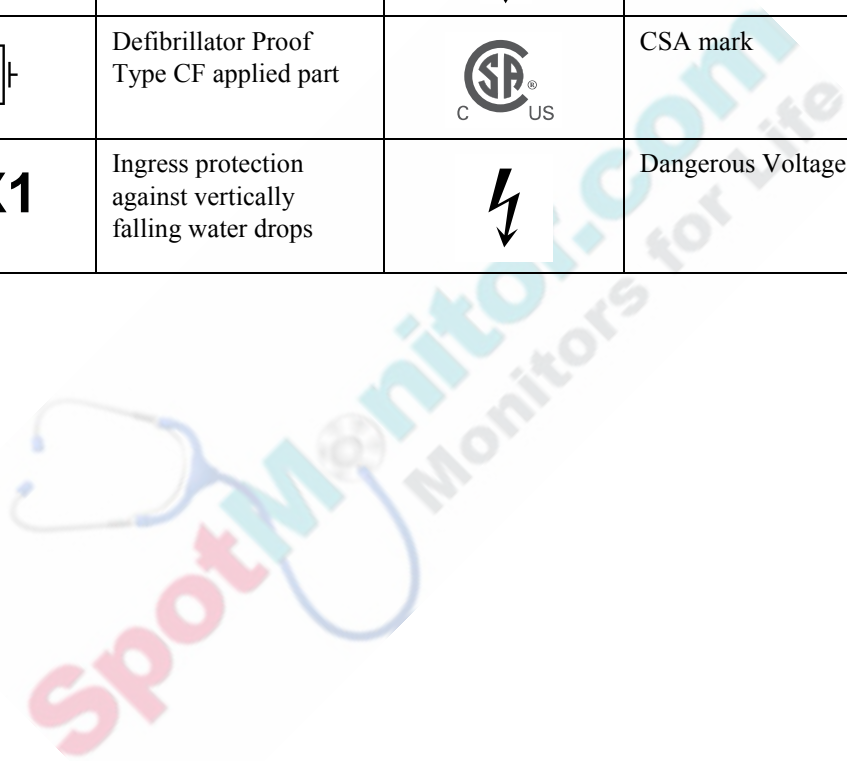 Defibrillator Proof
Type CF applied part
CSA
®
C US
CSA mark
X1
Ingress protection
against vertically
falling water drops
Dangerous Voltage
SpotMonitor.com
Monitors for Life